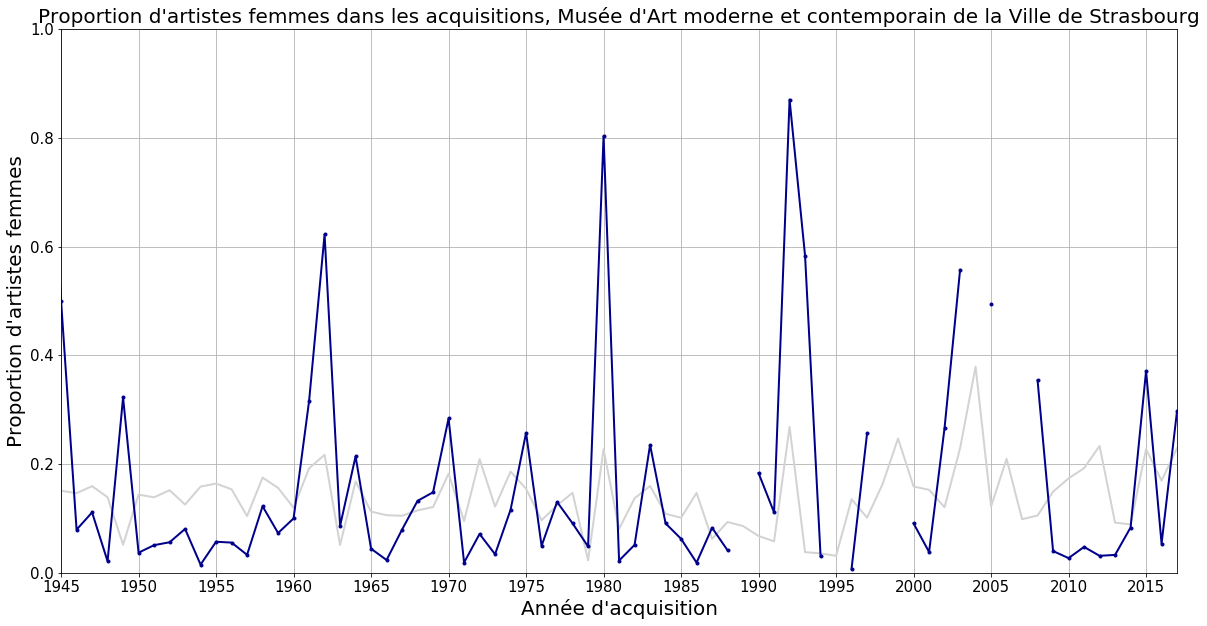 Proportion d'artistes femmes dans les acquisitions, Musée d'Art moderne et contemporain de la Ville de Strasbourg
1.0
0.8
0.6
0.4
0.2
0.0
Proportion d'artistes femmes
1945 1950 1955 1960 1965 1970 1975 1980 1985 1990 1995 2000 2005 2010 2015
Année d'acquisition